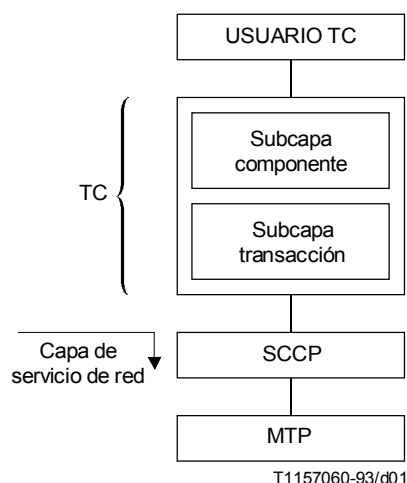 USUARIO TC
Subcapa
componente
TC
Subcapa
transacción
Capa de
servicio de red
SCCP
MTP
T1157060-93/d01